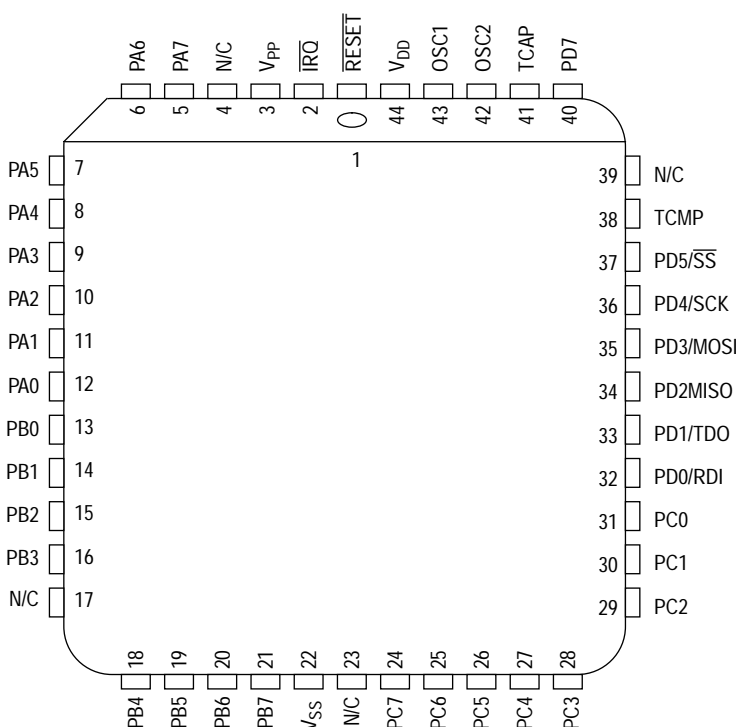 PA6 PA7 N/C VPP IRQ RESET VDD OSC1 OSC2 TCAP PD7
6 5 4 3 2 44 43 42 41 40
1
PA5 7 39 N/C
PA4 8 38 TCMP
PA3 9 37 PD5/SS
PA2 10 36 PD4/SCK
PA1 11 35 PD3/MOSI
PA0 12 34 PD2MISO
PB0 13 33 PD1/TDO
PB1 14 32 PD0/RDI
PB2 15 31 PC0
PB3 16 30 PC1
N/C 17 29 PC2
18 19 20 21 22 23 24 25 26 27 28
PB4 PB5 PB6 PB7 VSS N/C PC7 PC6 PC5 PC4 PC3